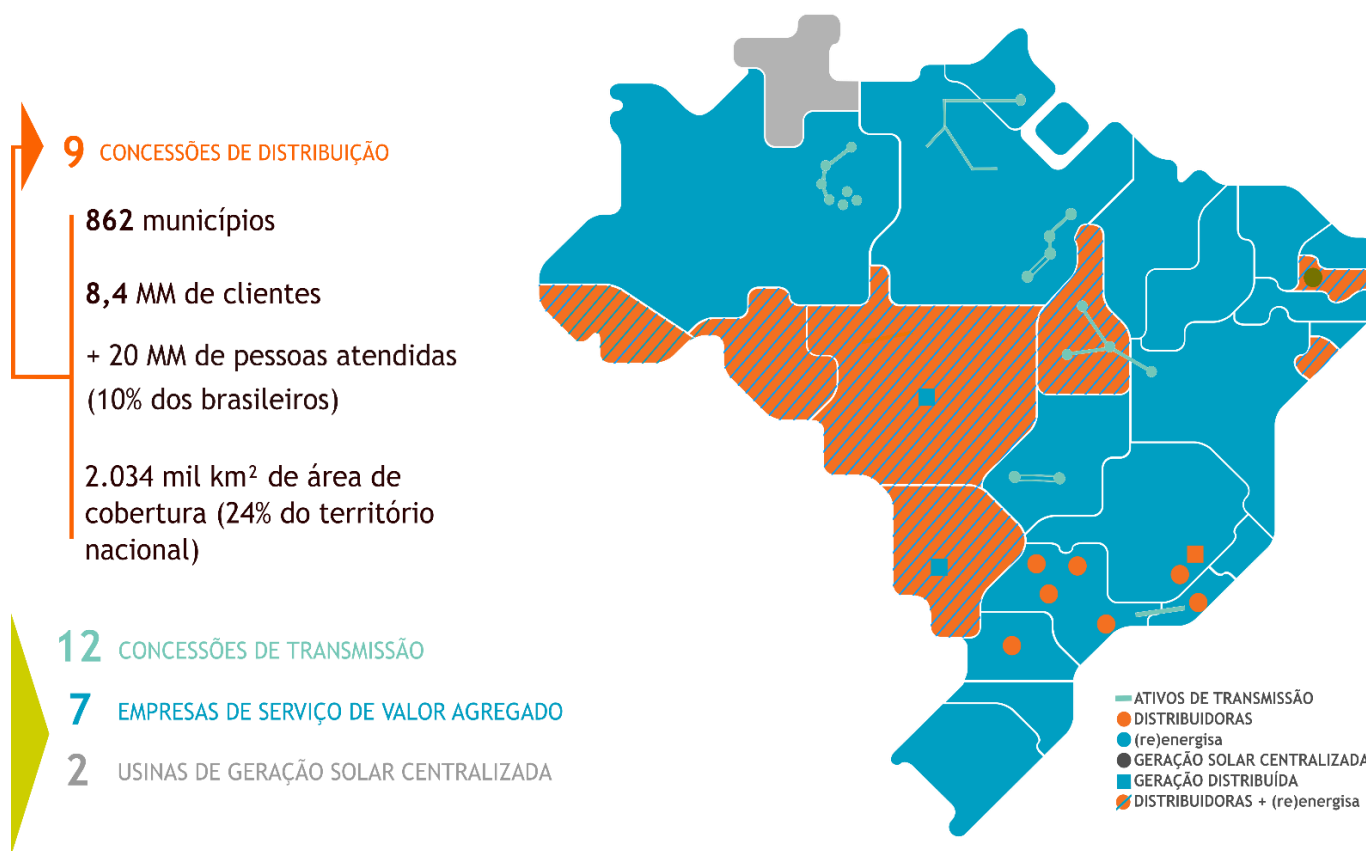 9 CONCESSÕES DE DISTRIBUIÇÃO
862 municípios
8,4 MM de clientes
+ 20 MM de pessoas atendidas
(10% dos brasileiros)
2.034 mil km² de área de
cobertura (24% do território
nacional)
12 CONCESSÕES DE TRANSMISSÃO
7 EMPRESAS DE SERVIÇO DE VALOR AGREGADO
2 USINAS DE GERAÇÃO SOLAR CENTRALIZADA
ATIVOS DE TRANSMISSÃO
DISTRIBUIDORAS
(re)energisa
GERAÇÃO SOLAR CENTRALIZADA
GERAÇÃO DISTRIBUÍDA
DISTRIBUIDORAS + (re)energisa